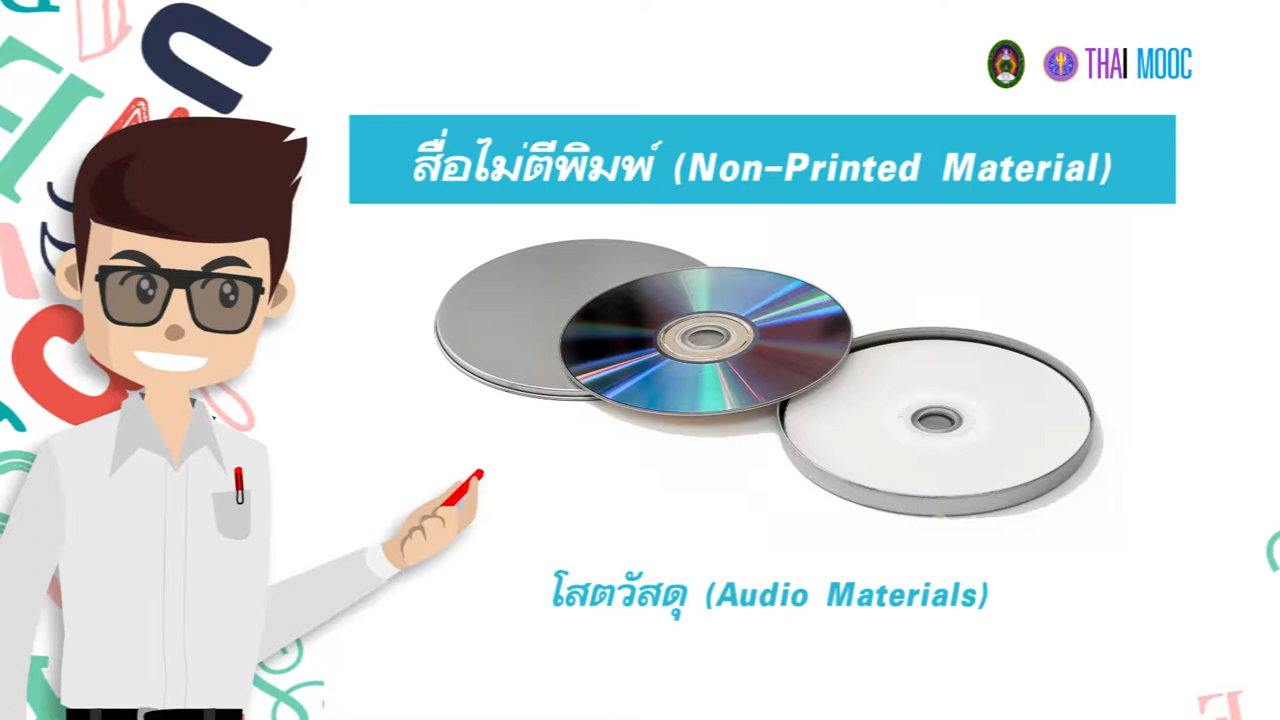 THAI MOOC
สื่อไม่ตีพิมพ์ (Non-Printed Material)
โสตวัสดุ (Audio Materials)